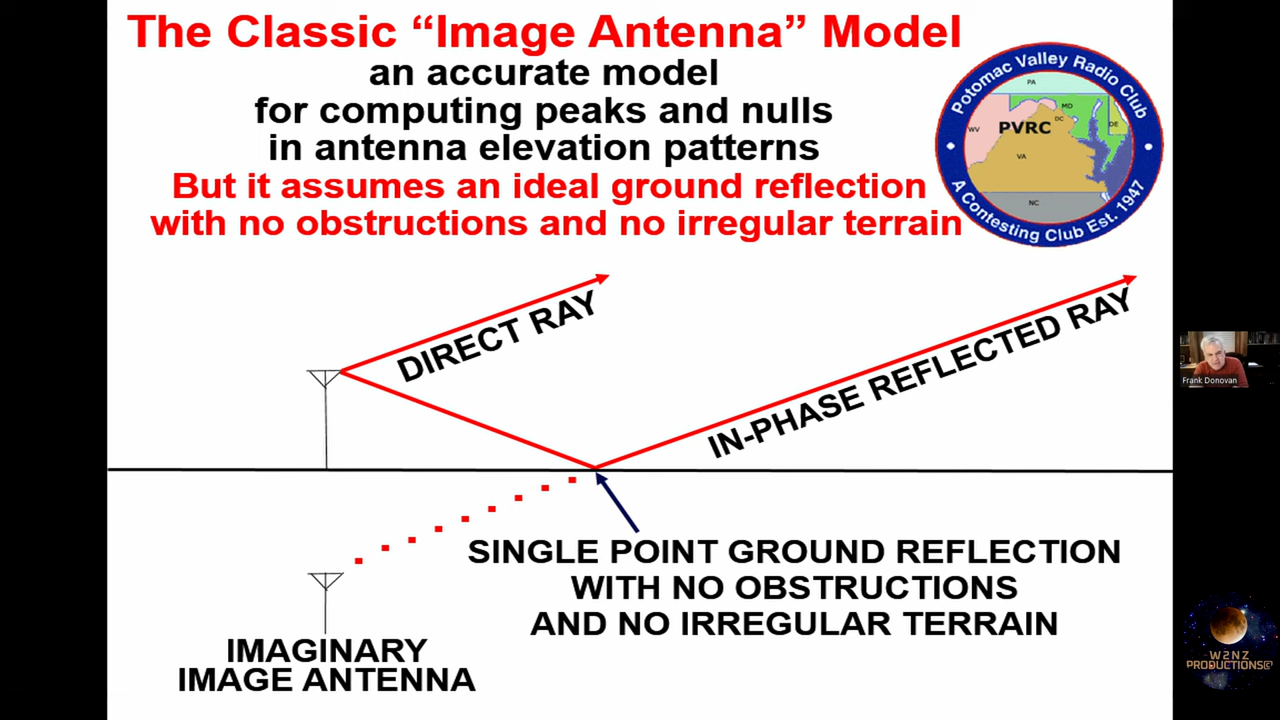 The Classic “Image Antenna” Model
an accurate model
for computing peaks and nulls
in antenna elevation patterns
But it assumes an ideal ground reflection
with no obstructions and no irregular terrain
Potomac Valley Radio Club
PA
MD
DC
DE
WV
PVRC
VA
NC
A Contesting Club Est. 1947
DIRECT RAY
IN-PHASE REFLECTED RAY
Frank Donovan
SINGLE POINT GROUND REFLECTION
WITH NO OBSTRUCTIONS
AND NO IRREGULAR TERRAIN
IMAGINARY
IMAGE ANTENNA
W2NZ
PRODUCTIONS©